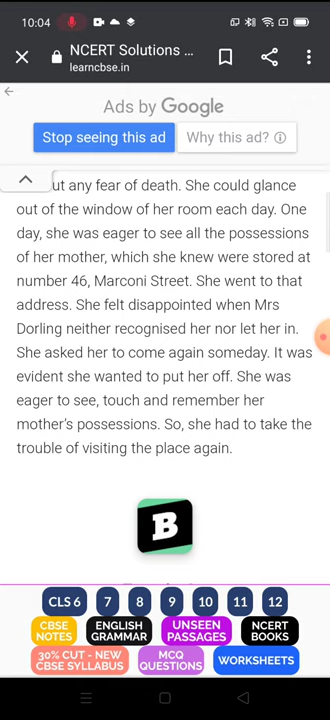 10:04
NCERT Solutions ...
learncbse.in
Ads by Google
Stop seeing this ad
Why this ad?
ut any fear of death. She could glance
out of the window of her room each day. One
day, she was eager to see all the possessions
of her mother, which she knew were stored at
number 46, Marconi Street. She went to that
address. She felt disappointed when Mrs
Dorling neither recognised her nor let her in.
She asked her to come again someday. It was
evident she wanted to put her off. She was
eager to see, touch and remember her
mother's possessions. So, she had to take the
trouble of visiting the place again.
B
CLS 6 7 8 9 10 11 12
CBSE NOTES
ENGLISH GRAMMAR
UNSEEN PASSAGES
NCERT BOOKS
30% CUT - NEW CBSE SYLLABUS
MCQ QUESTIONS
WORKSHEETS